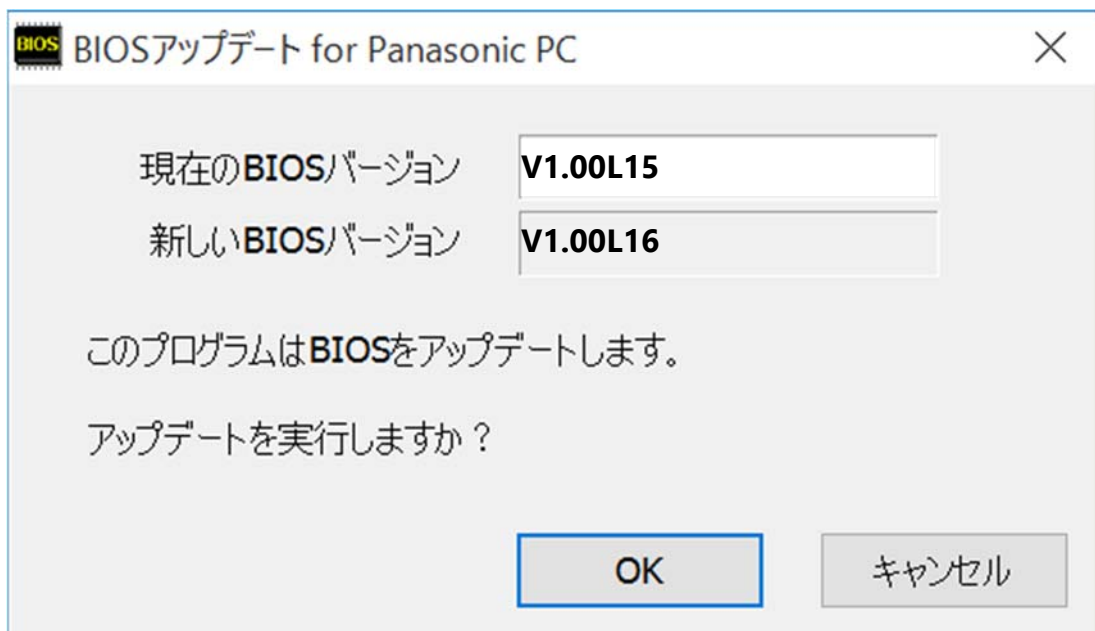 BIOS
BIOSアップデート for Panasonic PC
現在のBIOSバージョン V1.00L15
新しいBIOSバージョン V1.00L16
このプログラムはBIOSをアップデートします。
アップデートを実行しますか？
OK キャンセル